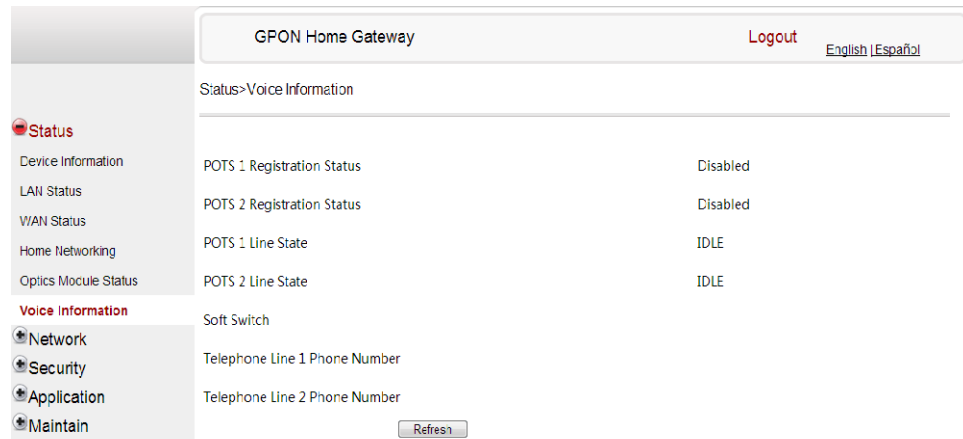 GPON Home Gateway
Logout
English | Español
Status>Voice Information
Status
Device Information
LAN Status
WAN Status
Home Networking
Optics Module Status
Voice Information
Network
Security
Application
Maintain
POTS 1 Registration Status Disabled
POTS 2 Registration Status Disabled
POTS 1 Line State IDLE
POTS 2 Line State IDLE
Soft Switch
Telephone Line 1 Phone Number
Telephone Line 2 Phone Number
Refresh